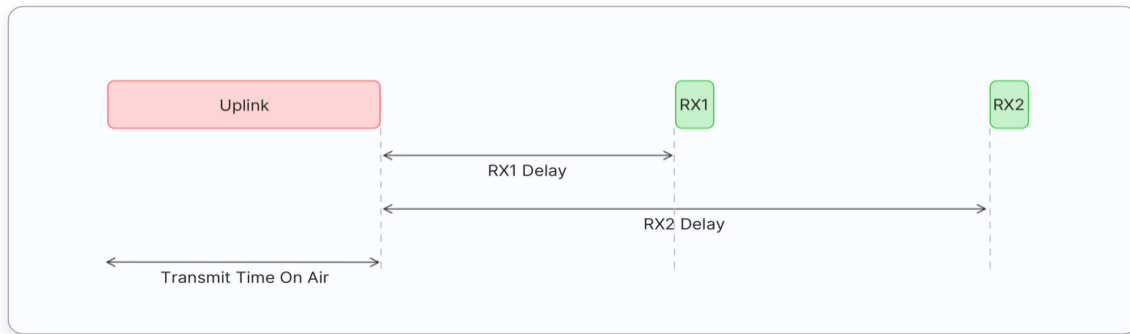 Uplink
RX1
RX2
RX1 Delay
RX2 Delay
Transmit Time On Air